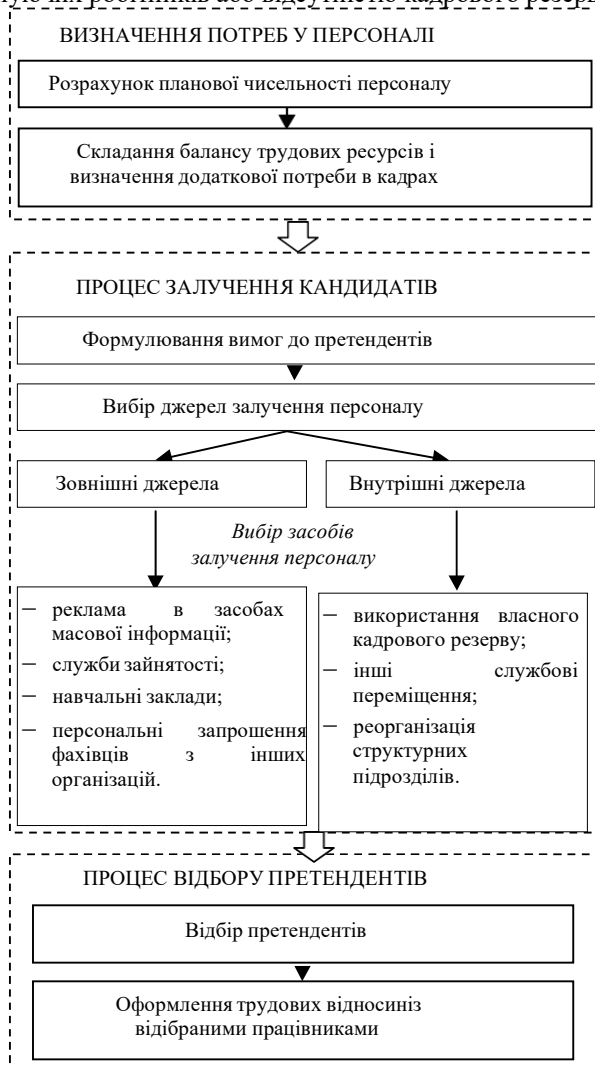 або відсутністю кадрового
ВИЗНАЧЕННЯ ПОТРЕБ У ПЕРСОНАЛІ
Розрахунок планової чисельності персоналу
Складання балансу трудових ресурсів і
визначення додаткової потреби в кадрах
ПРОЦЕС ЗАЛУЧЕННЯ КАНДИДАТІВ
Формулювання вимог до претендентів
Вибір джерел залучення персоналу
Зовнішні джерела
Внутрішні джерела
Вибір засобів
залучення персоналу
– реклама в засобах
масової інформації;
– служби зайнятості;
– навчальні заклади;
– персональні запрошення
фахівців з інших
організацій.
– використання власного
кадрового резерву;
– інші службові
переміщення;
– реорганізація
структурних
підрозділів.
ПРОЦЕС ВІДБОРУ ПРЕТЕНДЕНТІВ
Відбір претендентів
Оформлення трудових відносиніз
відібраними працівниками